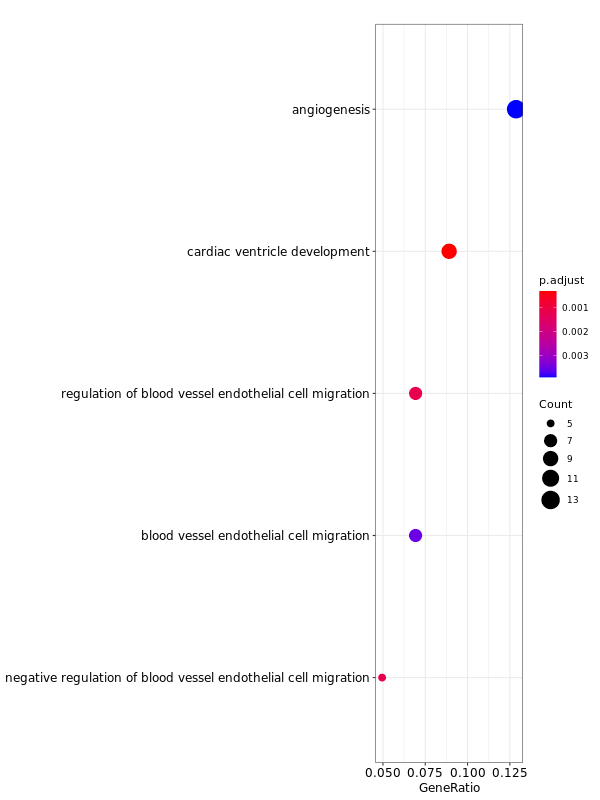 angiogenesis
cardiac ventricle development
regulation of blood vessel endothelial cell migration
blood vessel endothelial cell migration
negative regulation of blood vessel endothelial cell migration
0.050 0.075 0.100 0.125
GeneRatio
p.adjust
0.001
0.002
0.003
Count
5
7
9
11
13